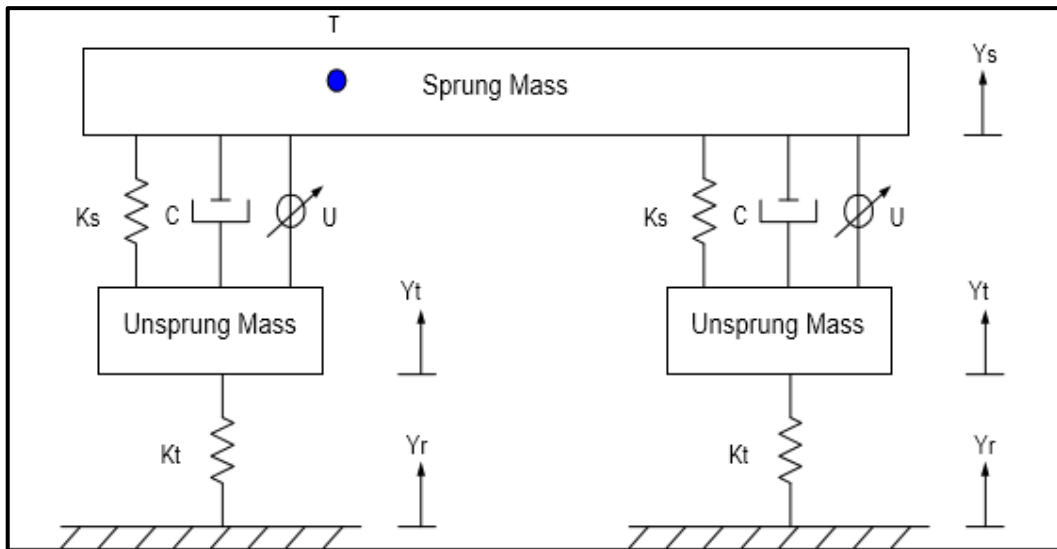 T
Sprung Mass
Ys
Ks
C
U
Ks
C
U
Unsprung Mass
Yt
Unsprung Mass
Yt
Kt
Yr
Kt
Yr